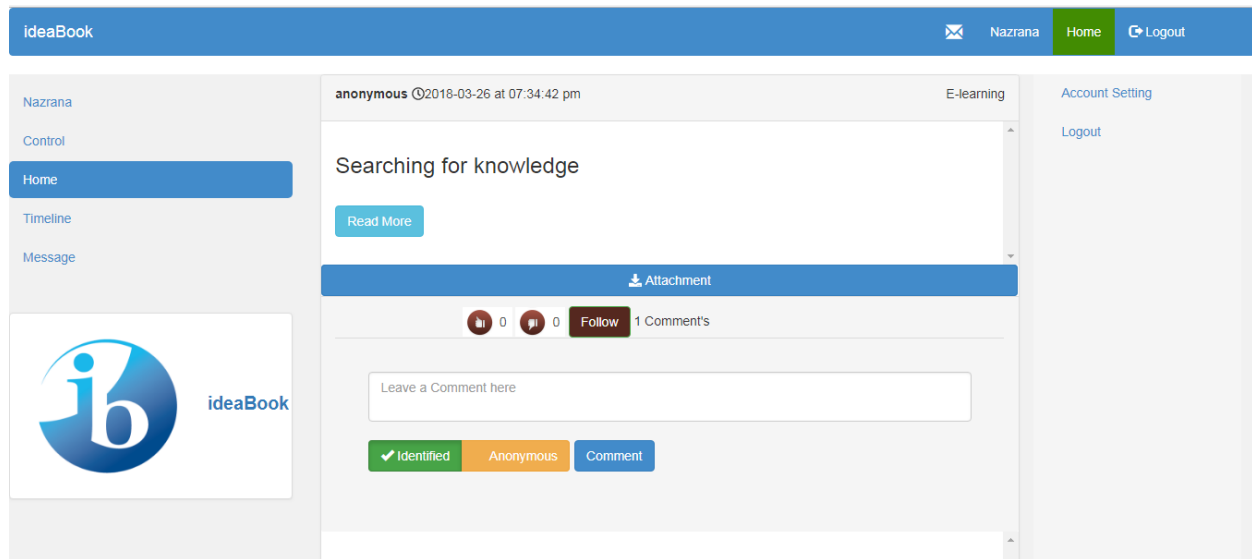 ideaBook
Nazrana
Home
Logout
Nazrana
Control
Home
Timeline
Message
ib
ideaBook
anonymous 2018-03-26 at 07:34:42 pm
E-learning
Searching for knowledge
Read More
Attachment
0 0 Follow 1 Comment's
Leave a Comment here
Identified
Anonymous
Comment
Account Setting
Logout